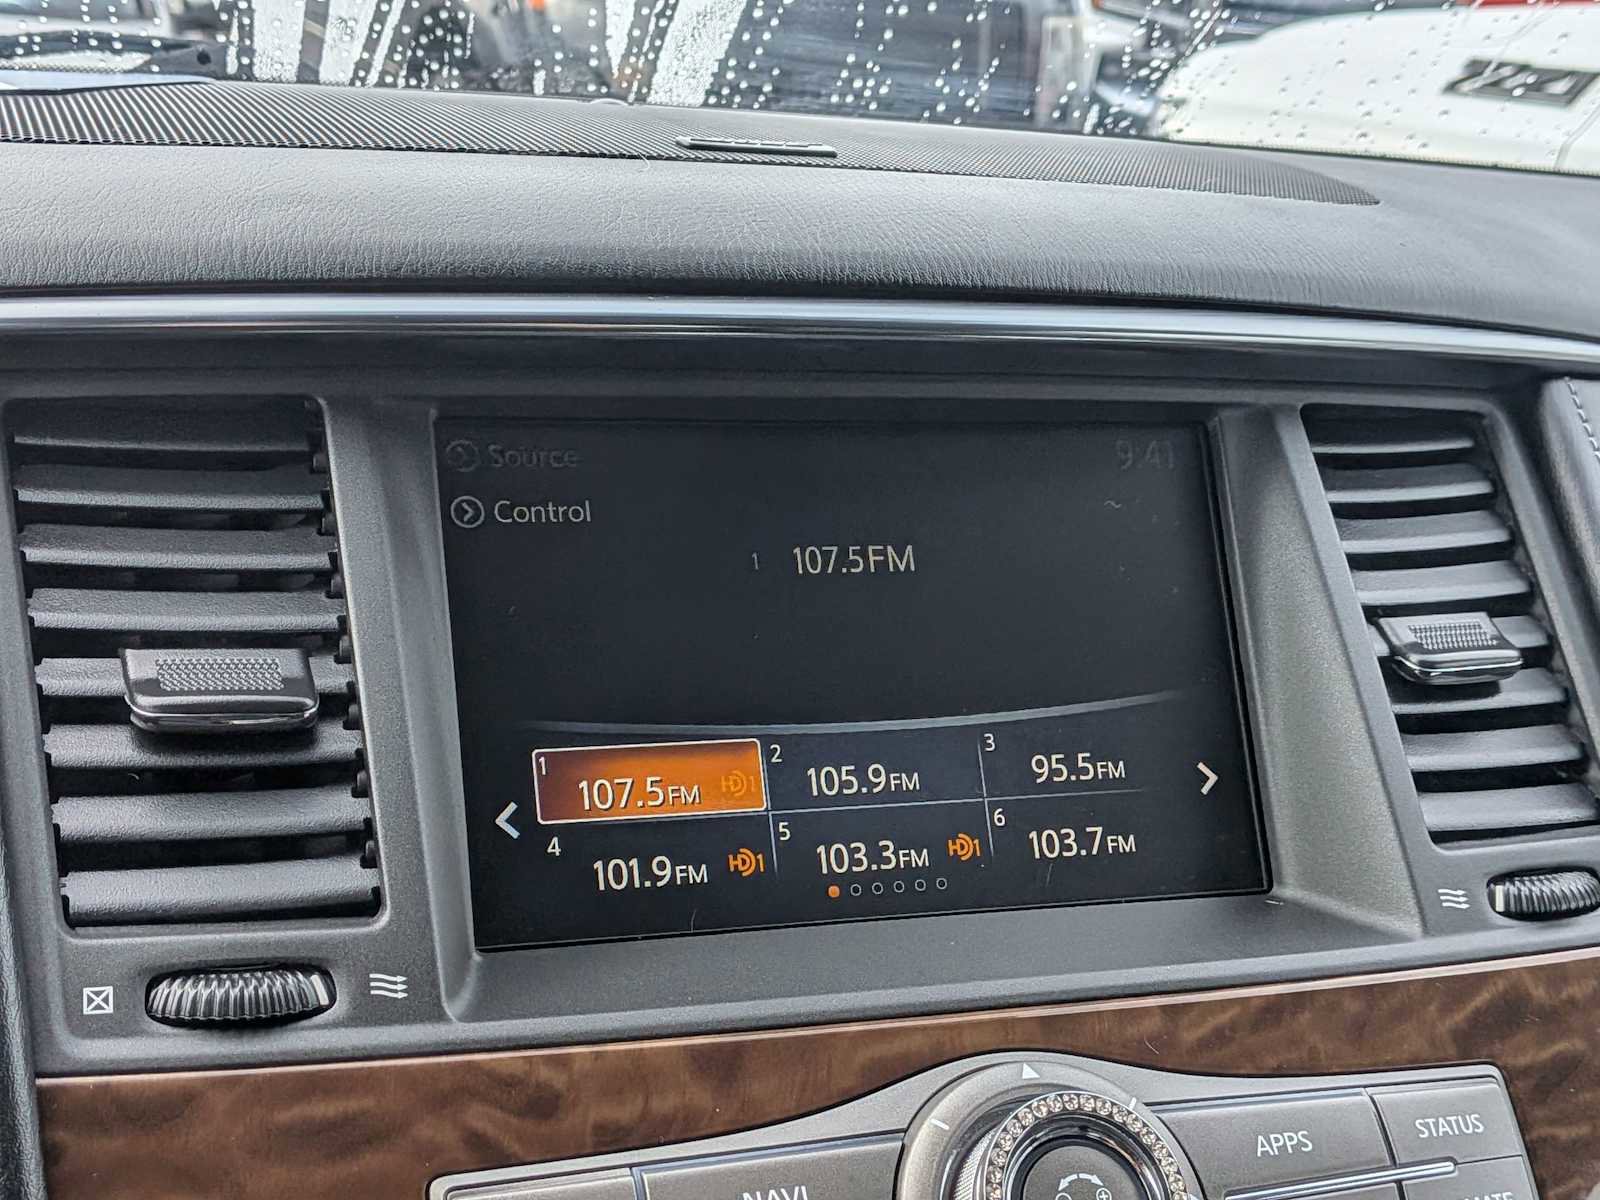 Source 9:41
Control
1 107.5FM
1 107.5FM HD1 2 105.9FM 3 95.5FM
4 101.9FM HD1 5 103.3FM HD1 6 103.7FM
APPS STATUS
NAVI